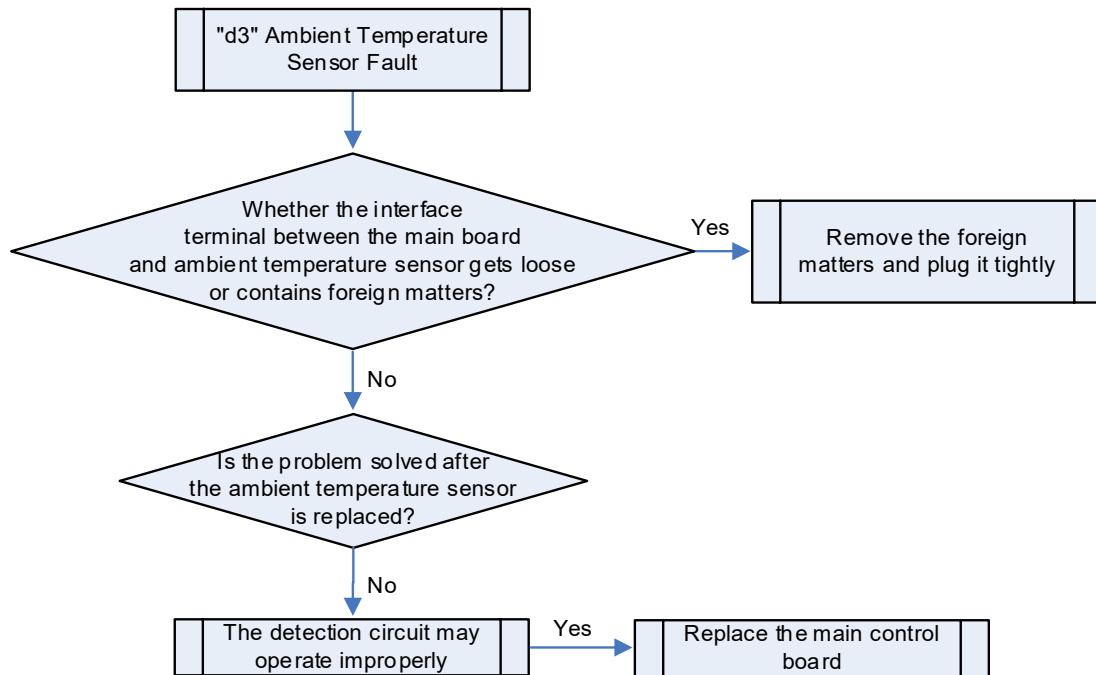 "d3" Ambient Temperature
Sensor Fault
Whether the interface
terminal between the main board
and ambient temperature sensor gets loose
or contains foreign matters?
Yes
Remove the foreign
matters and plug it tightly
No
Is the problem solved after
the ambient temperature sensor
is replaced?
No
The detection circuit may
operate improperly
Yes
Replace the main control
board